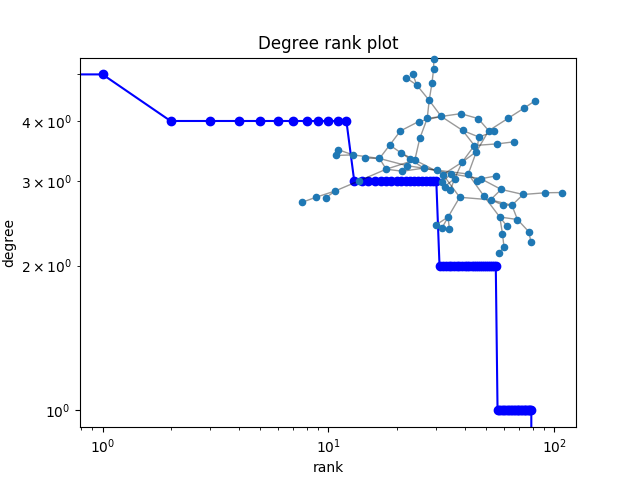 Degree rank plot
degree
4 × 10⁰
3 × 10⁰
2 × 10⁰
10⁰
10⁰
10¹
10²
rank